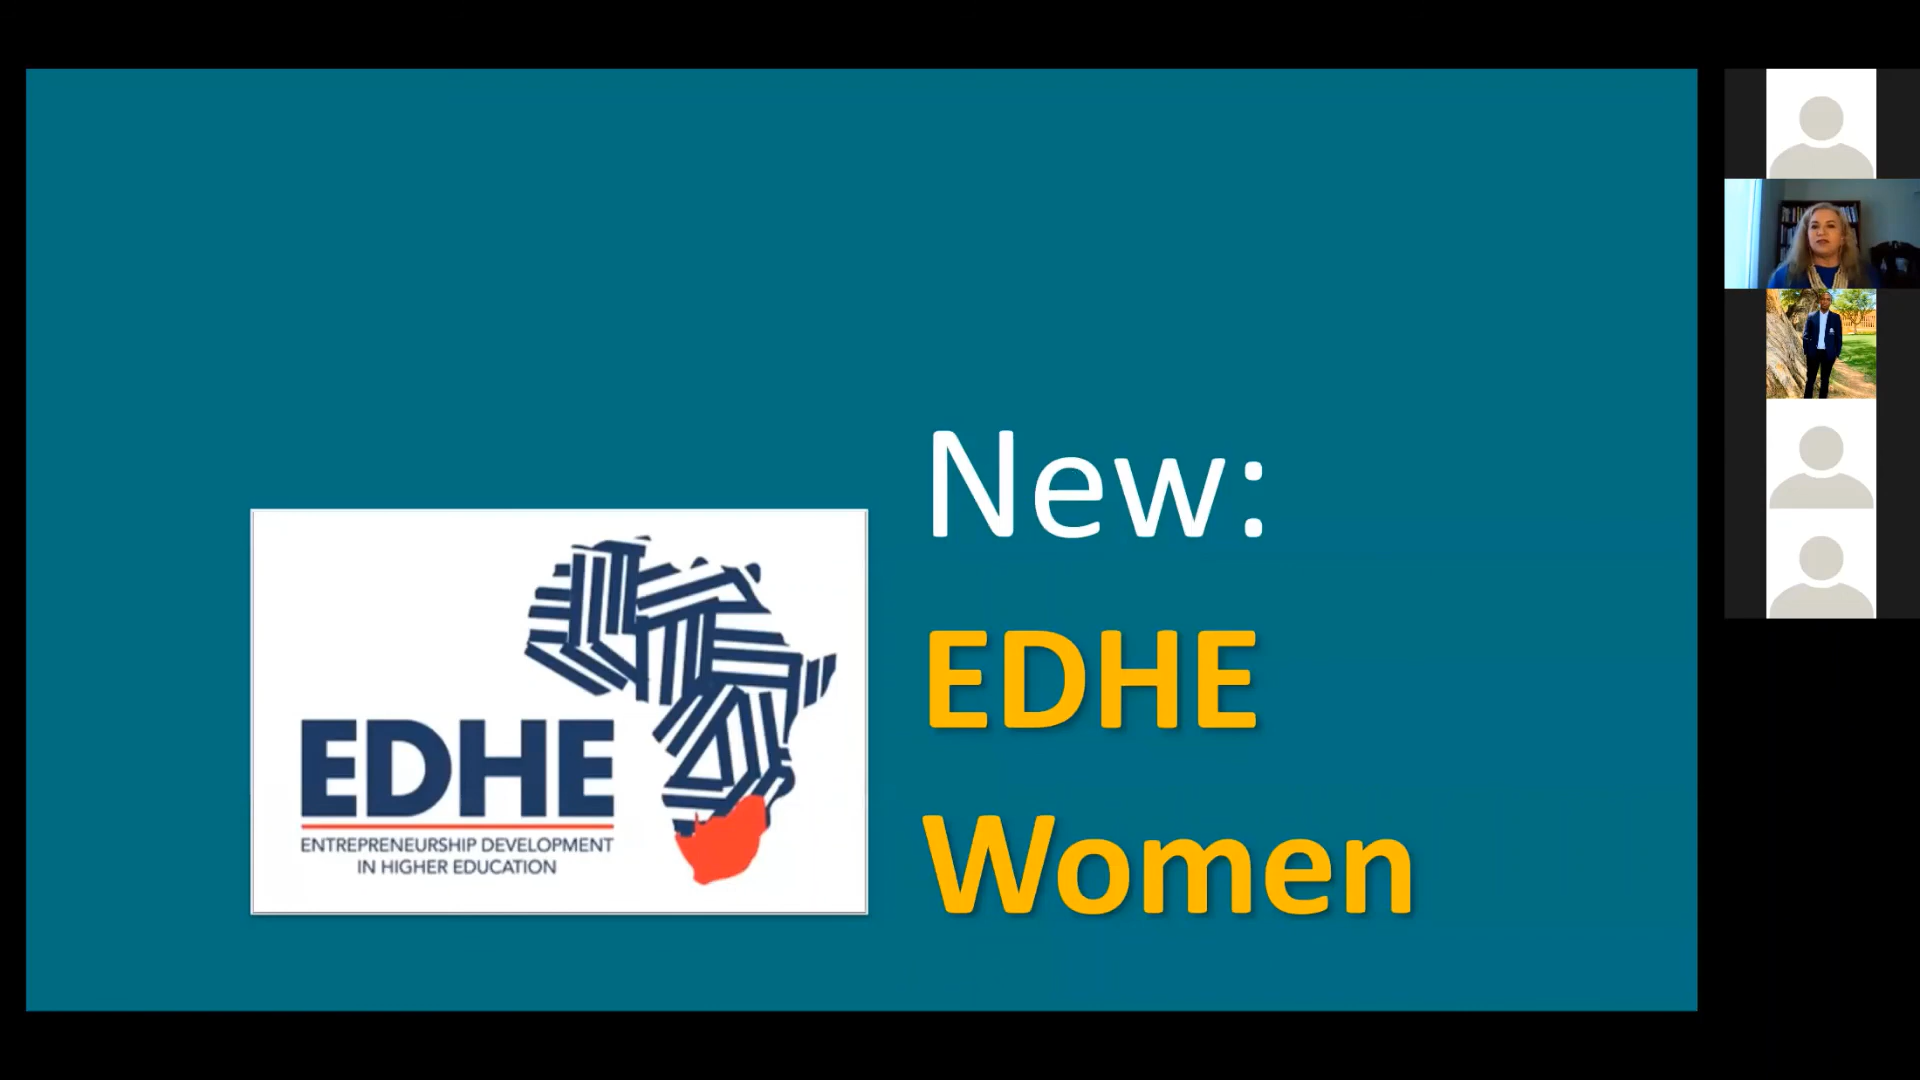 New:
EDHE
Women
EDHE
ENTREPRENEURSHIP DEVELOPMENT
IN HIGHER EDUCATION